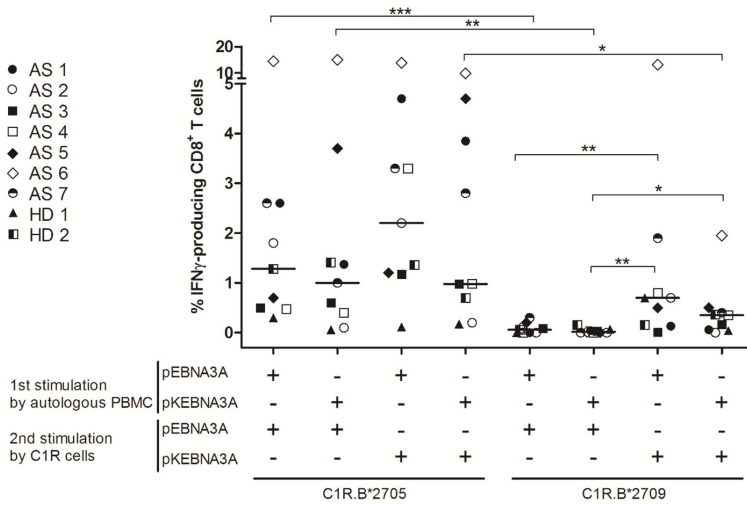 ***
**
*
AS 1
AS 2
AS 3
AS 4
AS 5
AS 6
AS 7
HD 1
HD 2
% IFNγ-producing CD8+ T cells
20
10
5
4
3
2
1
0
**
*
**
1st stimulation by autologous PBMC
pEBNA3A + - + - + - + -
pKEBNA3A - + - + - + - +
2nd stimulation by C1R cells
pEBNA3A + + - - + + - -
pKEBNA3A - - + + - - + +
C1R.B*2705 C1R.B*2709